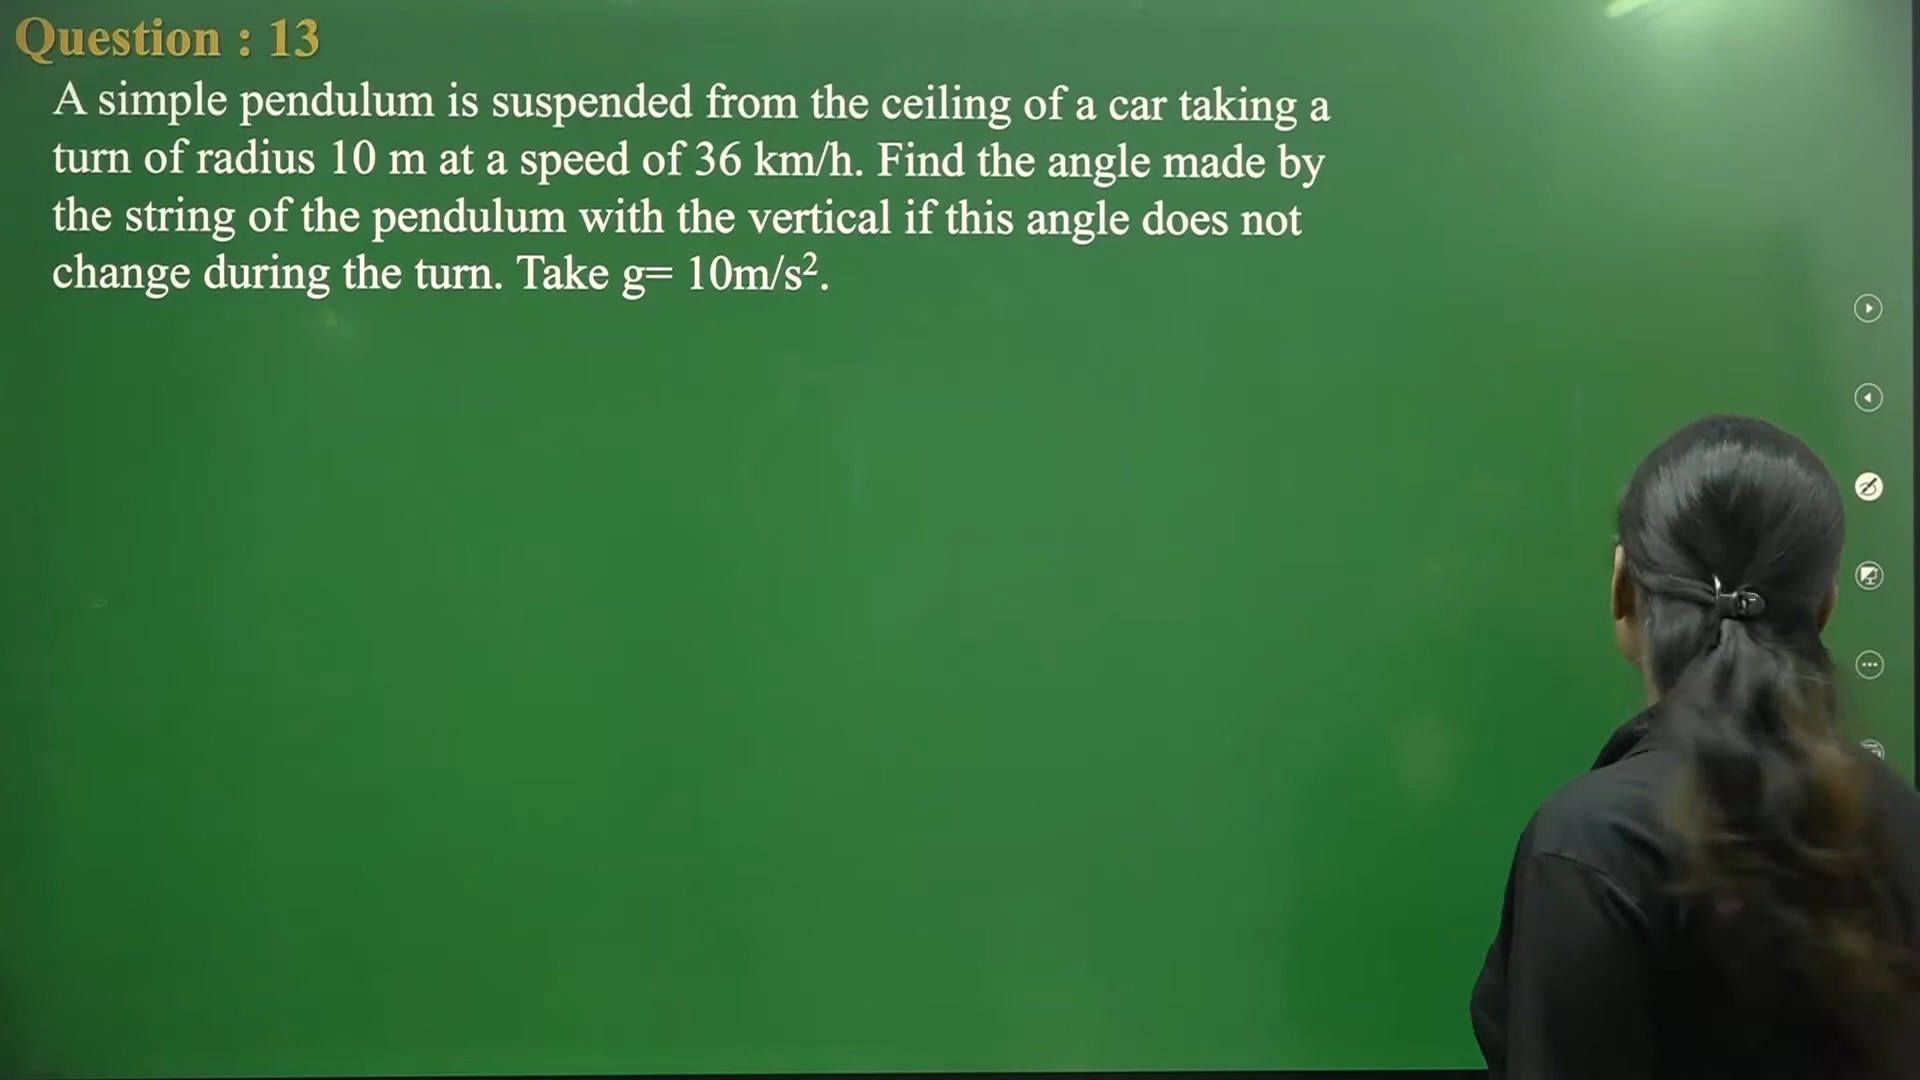 Question : 13
A simple pendulum is suspended from the ceiling of a car taking a
turn of radius 10 m at a speed of 36 km/h. Find the angle made by
the string of the pendulum with the vertical if this angle does not
change during the turn. Take g= 10m/s².